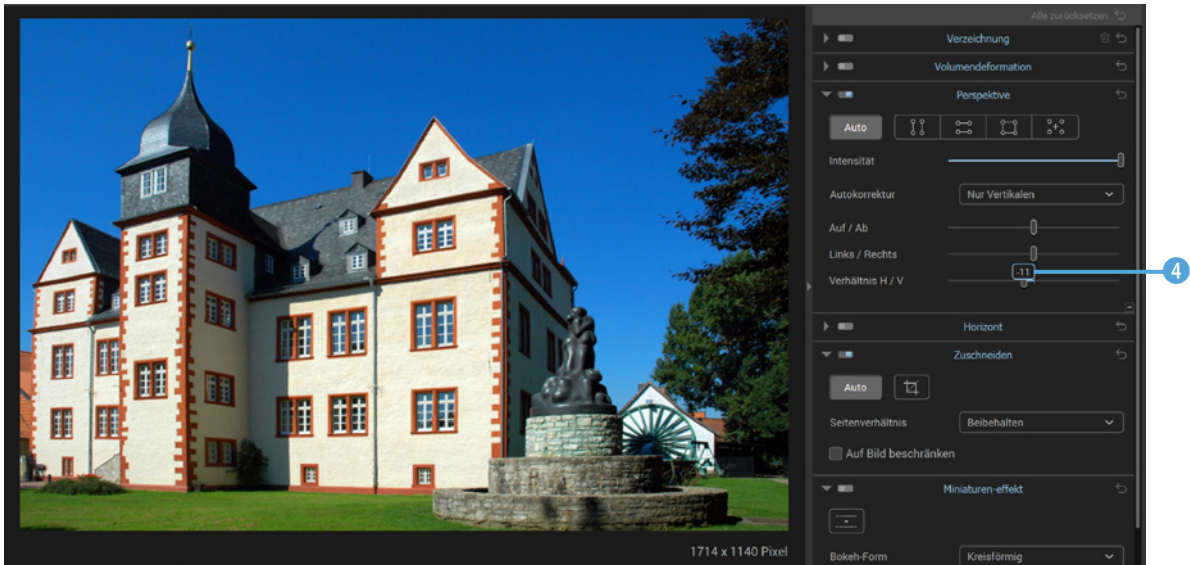 Alle zurücksetzen
Verzeichnung
Volumendeformation
Perspektive
Auto
Intensität
Autokorrektur Nur Vertikalen
Auf / Ab
Links / Rechts
-11
4
Verhältnis H / V
Horizont
Zuschneiden
Auto
Seitenverhältnis Beibehalten
Auf Bild beschränken
Miniaturen-effekt
1714 x 1140 Pixel
Bokeh-Form Kreisförmig